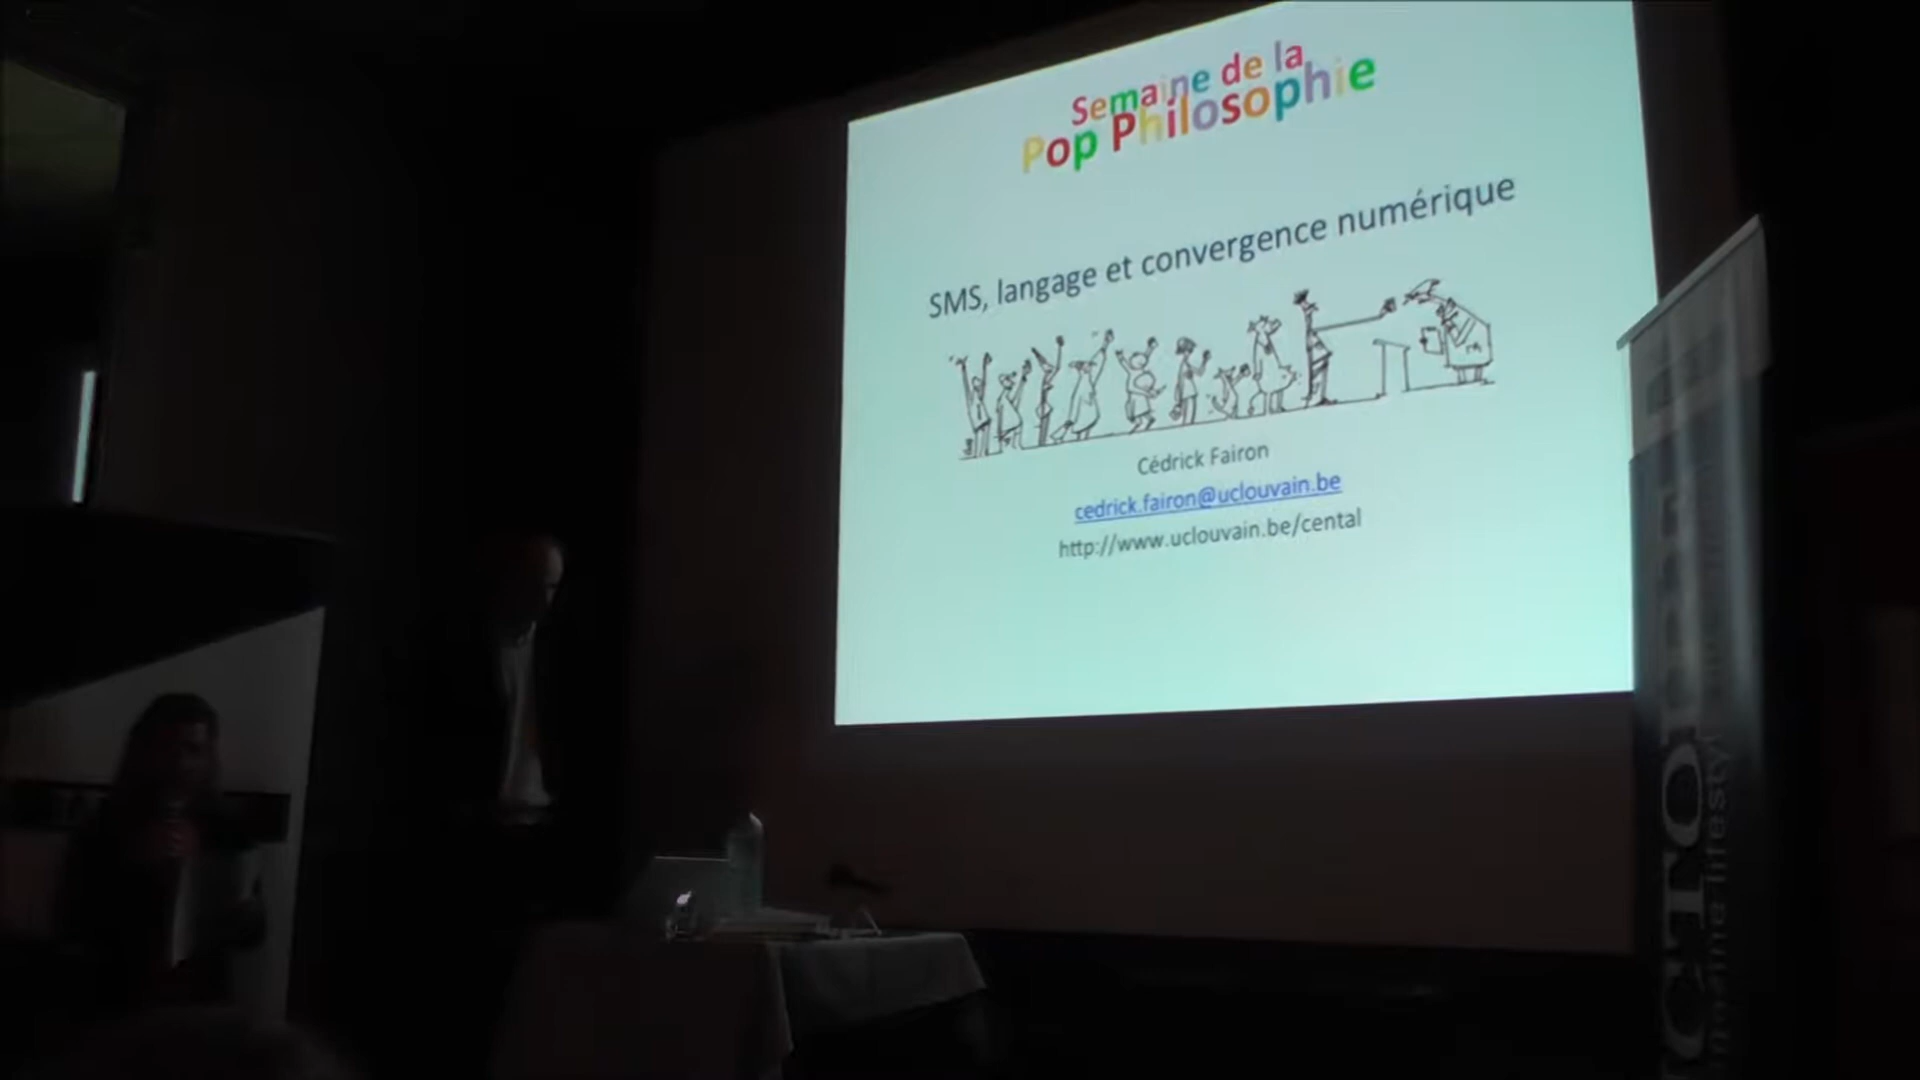 Semaine de la
Pop Philosophie
SMS, langage et convergence numérique
Cédrick Fairon
cedrick.fairon@uclouvain.be
http://www.uclouvain.be/cental